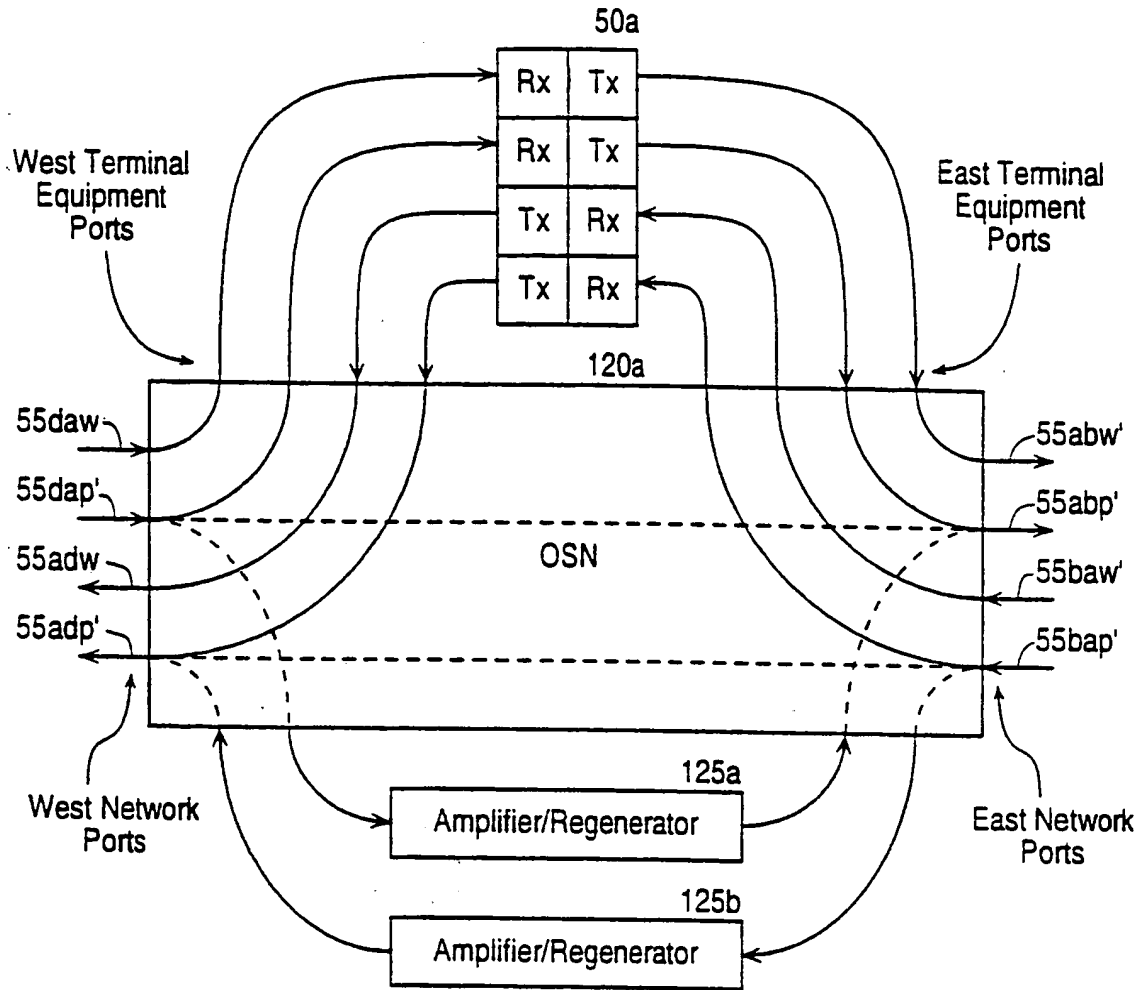 50a
Rx Tx
Rx Tx
Tx Rx
Tx Rx
West Terminal
Equipment
Ports
East Terminal
Equipment
Ports
120a
55daw
55dap'
55adw
55adp'
OSN
55abw'
55abp'
55baw'
55bap'
West Network
Ports
East Network
Ports
125a
Amplifier/Regenerator
125b
Amplifier/Regenerator